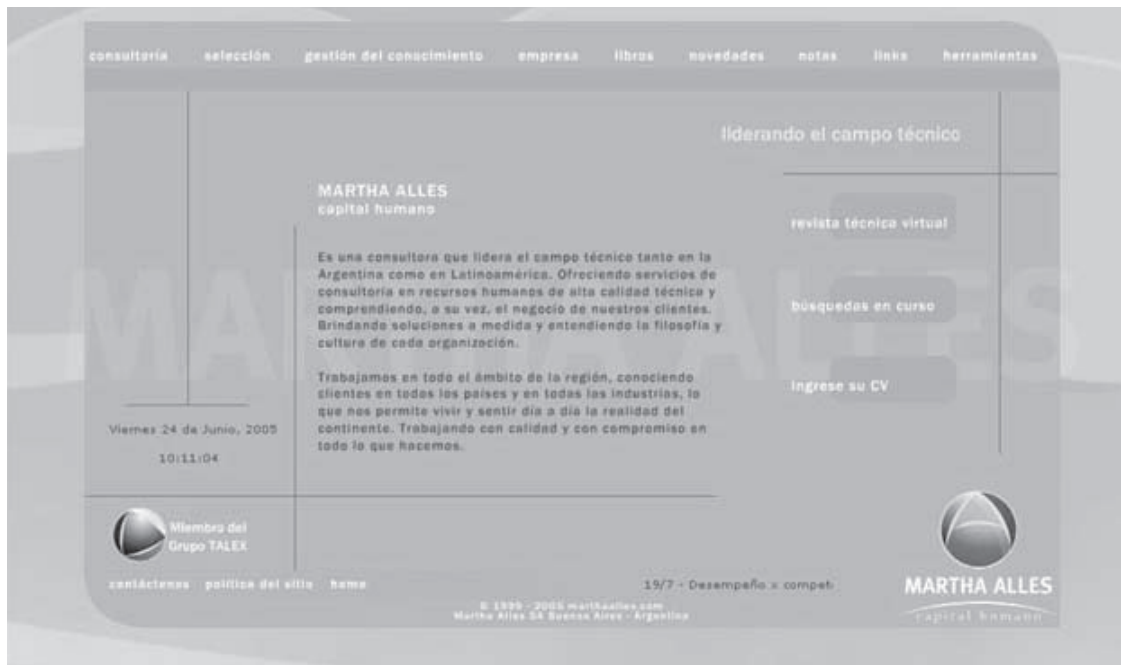 consultoría selección gestión del conocimiento empresa libros novedades notas links herramientas
liderando el campo técnico
MARTHA ALLES
capital humano
Es una consultora que lidera el campo técnico tanto en la
Argentina como en Latinoamérica. Ofreciendo servicios de
consultoría en recursos humanos de alta calidad técnica y
comprendiendo, a su vez, el negocio de nuestros clientes.
Brindando soluciones a medida y entendiendo la filosofía y
cultura de cada organización.
Trabajamos en todo el ámbito de la región, conociendo
clientes en todos los países y en todas las industrias, lo
que nos permite vivir y sentir día a día la realidad del
continente. Trabajando con calidad y con compromiso en
todo lo que hacemos.
revista técnica virtual
búsquedas en curso
ingrese su CV
MARTHA ALLES
Viernes 24 de Junio, 2005
10:11:04
Miembro del
Grupo TALEX
contáctenos política del sitio home
19/7 - Desempeño x compet
© 1999 - 2005 marthaalles.com
Martha Alles SA Buenos Aires - Argentina
MARTHA ALLES
capital humano